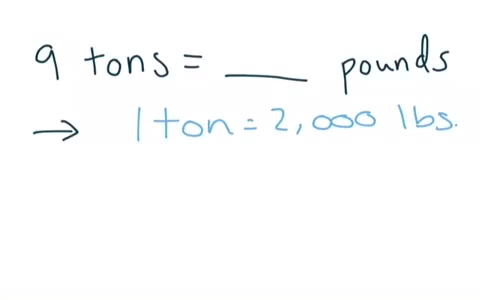 9 tons = ___ pounds
→ 1 ton = 2,000 lbs.